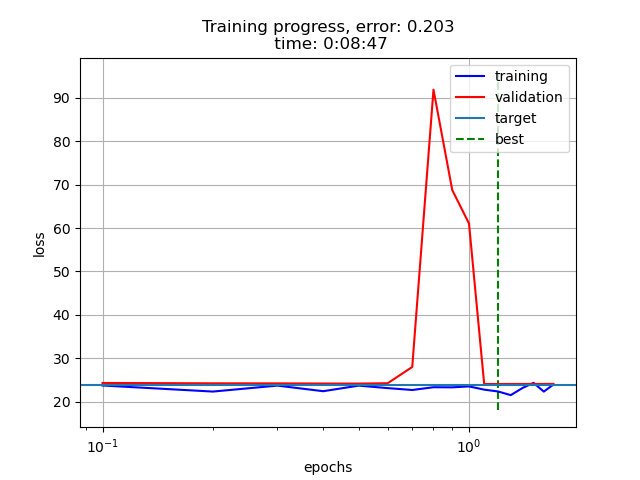 Training progress, error: 0.203
time: 0:08:47
training
validation
target
best
loss
90
80
70
60
50
40
30
20
10⁻¹
10⁰
epochs